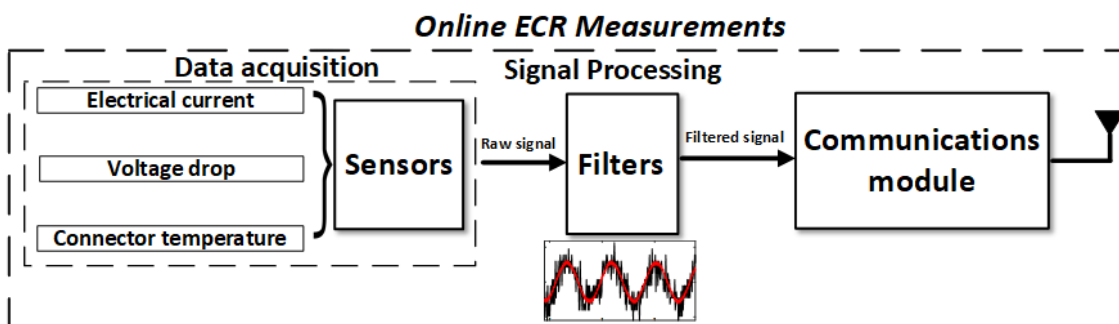 Online ECR Measurements
Data acquisition
Signal Processing
Electrical current
Voltage drop
Connector temperature
Sensors
Raw signal
Filters
Filtered signal
Communications
module